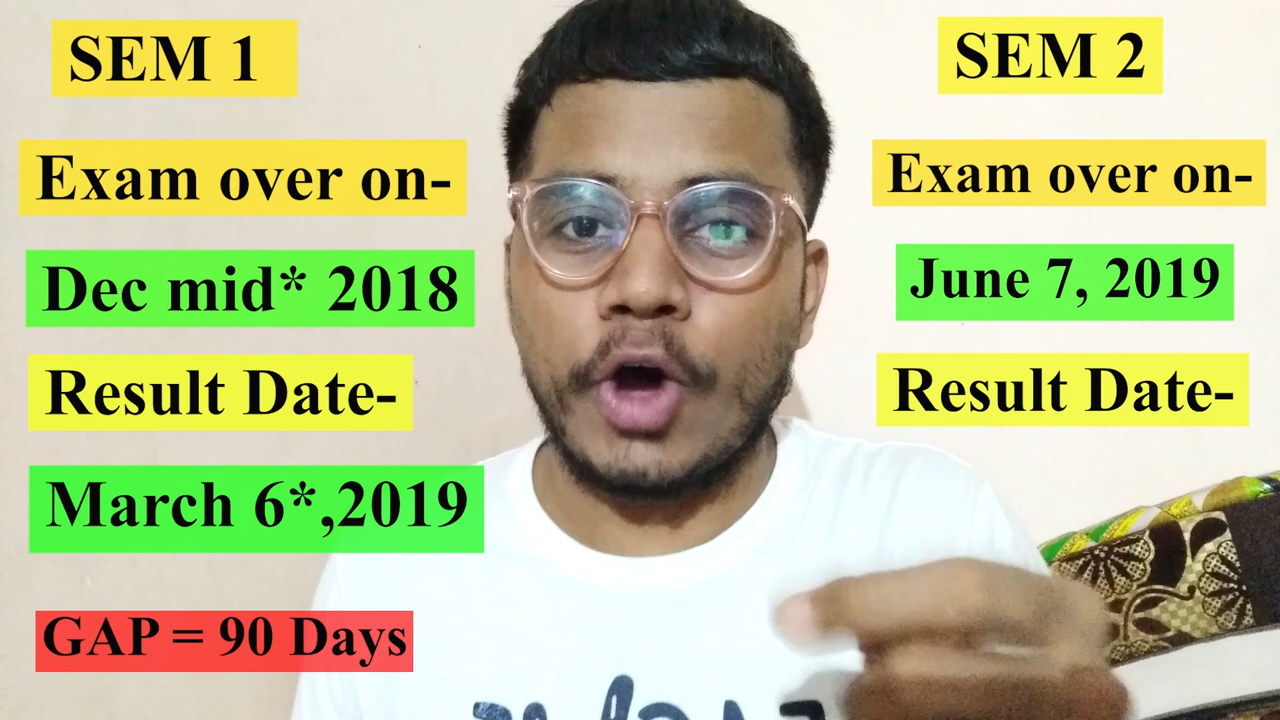 SEM 1
Exam over on-
Dec mid* 2018
Result Date-
March 6*,2019
GAP = 90 Days
SEM 2
Exam over on-
June 7, 2019
Result Date-